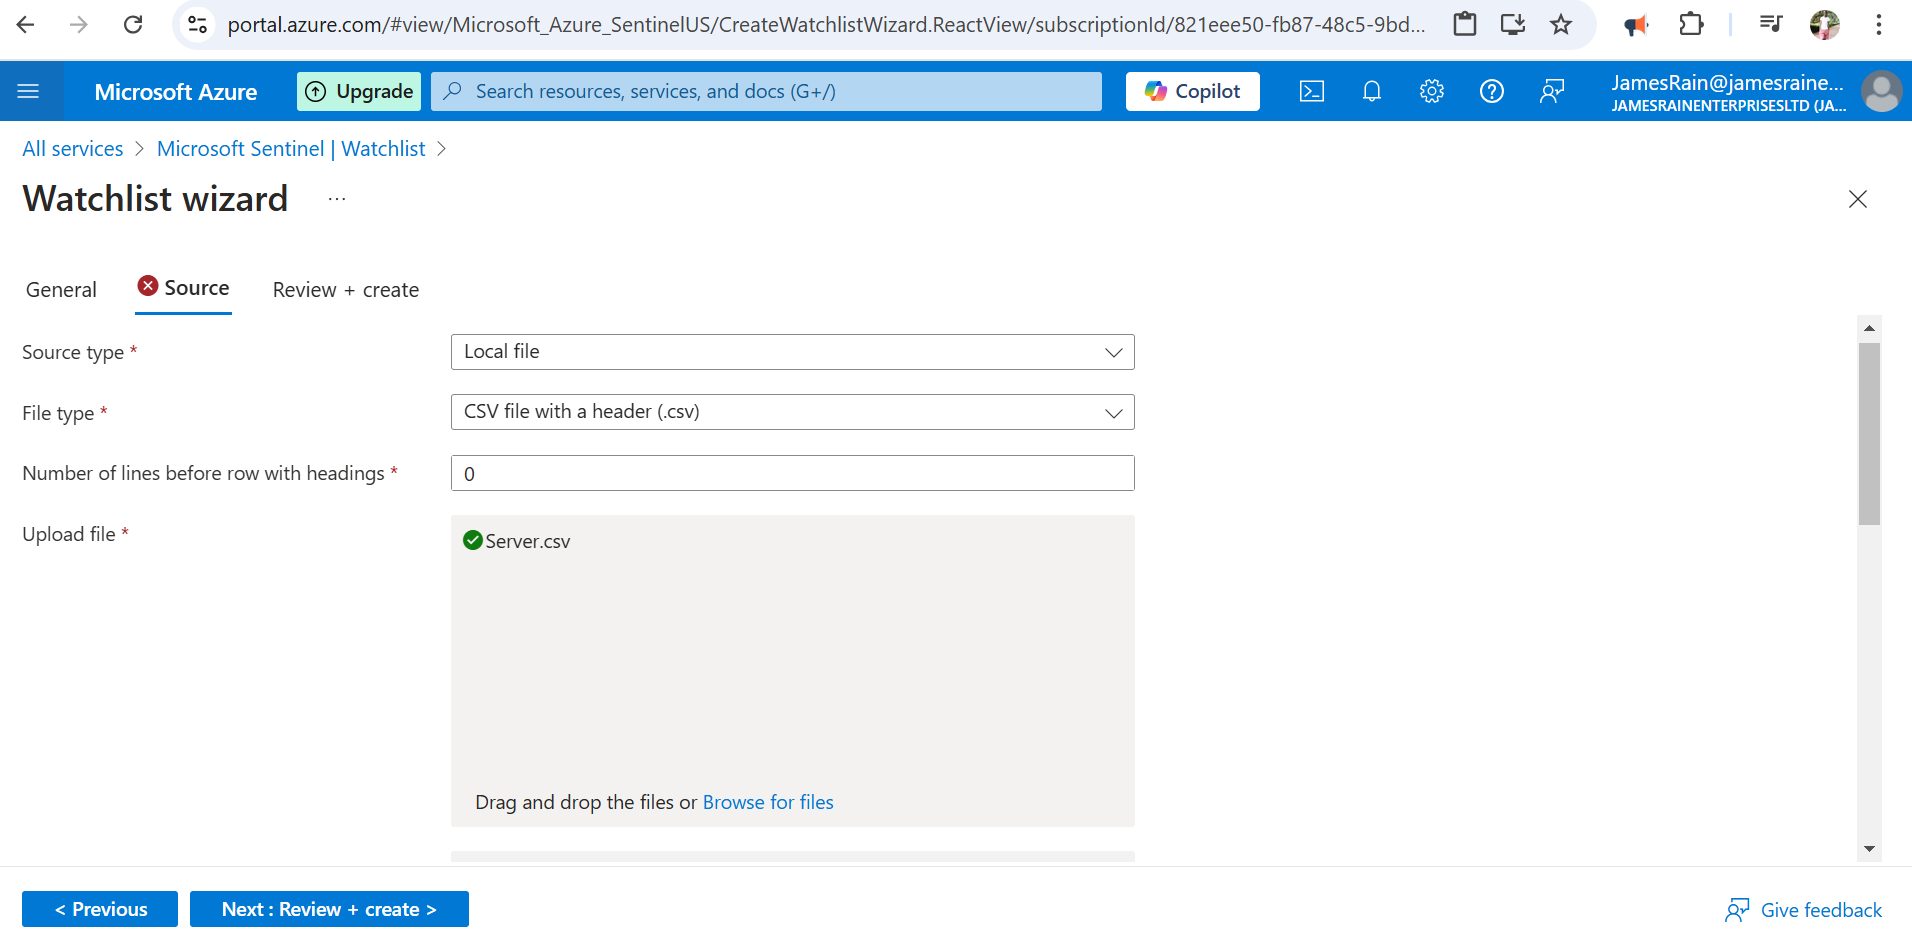 portal.azure.com/#view/Microsoft_Azure_SentinelUS/CreateWatchlistWizard.ReactView/subscriptionId/821eee50-fb87-48c5-9bd...
Microsoft Azure
Upgrade
Search resources, services, and docs (G+/)
Copilot
JamesRain@jamesraine...
JAMESRAINENTERPRISESLTD (JA...
All services > Microsoft Sentinel | Watchlist >
Watchlist wizard ...
General
Source
Review + create
Source type *
Local file
File type *
CSV file with a header (.csv)
Number of lines before row with headings *
0
Upload file *
Server.csv
Drag and drop the files or Browse for files
< Previous
Next : Review + create >
Give feedback